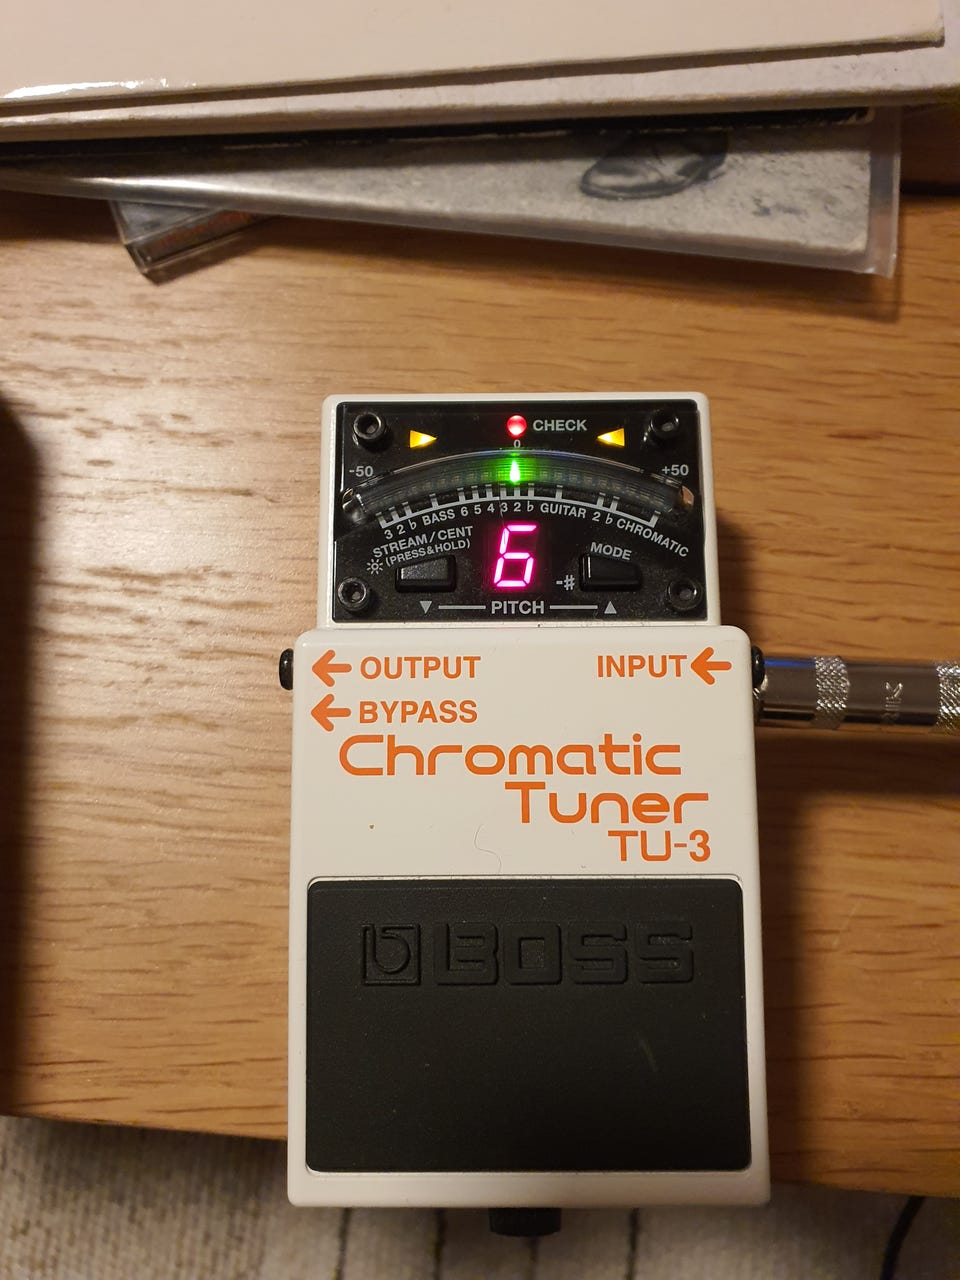 CHECK
0
-50
+50
3 2 ♭ BASS 6 5 4 3 2 ♭ GUITAR 2 ♭ CHROMATIC
STREAM/CENT
(PRESS&HOLD)
6
-#
MODE
▼ PITCH ▲
← OUTPUT
INPUT ←
← BYPASS
Chromatic
Tuner
TU-3
BOSS